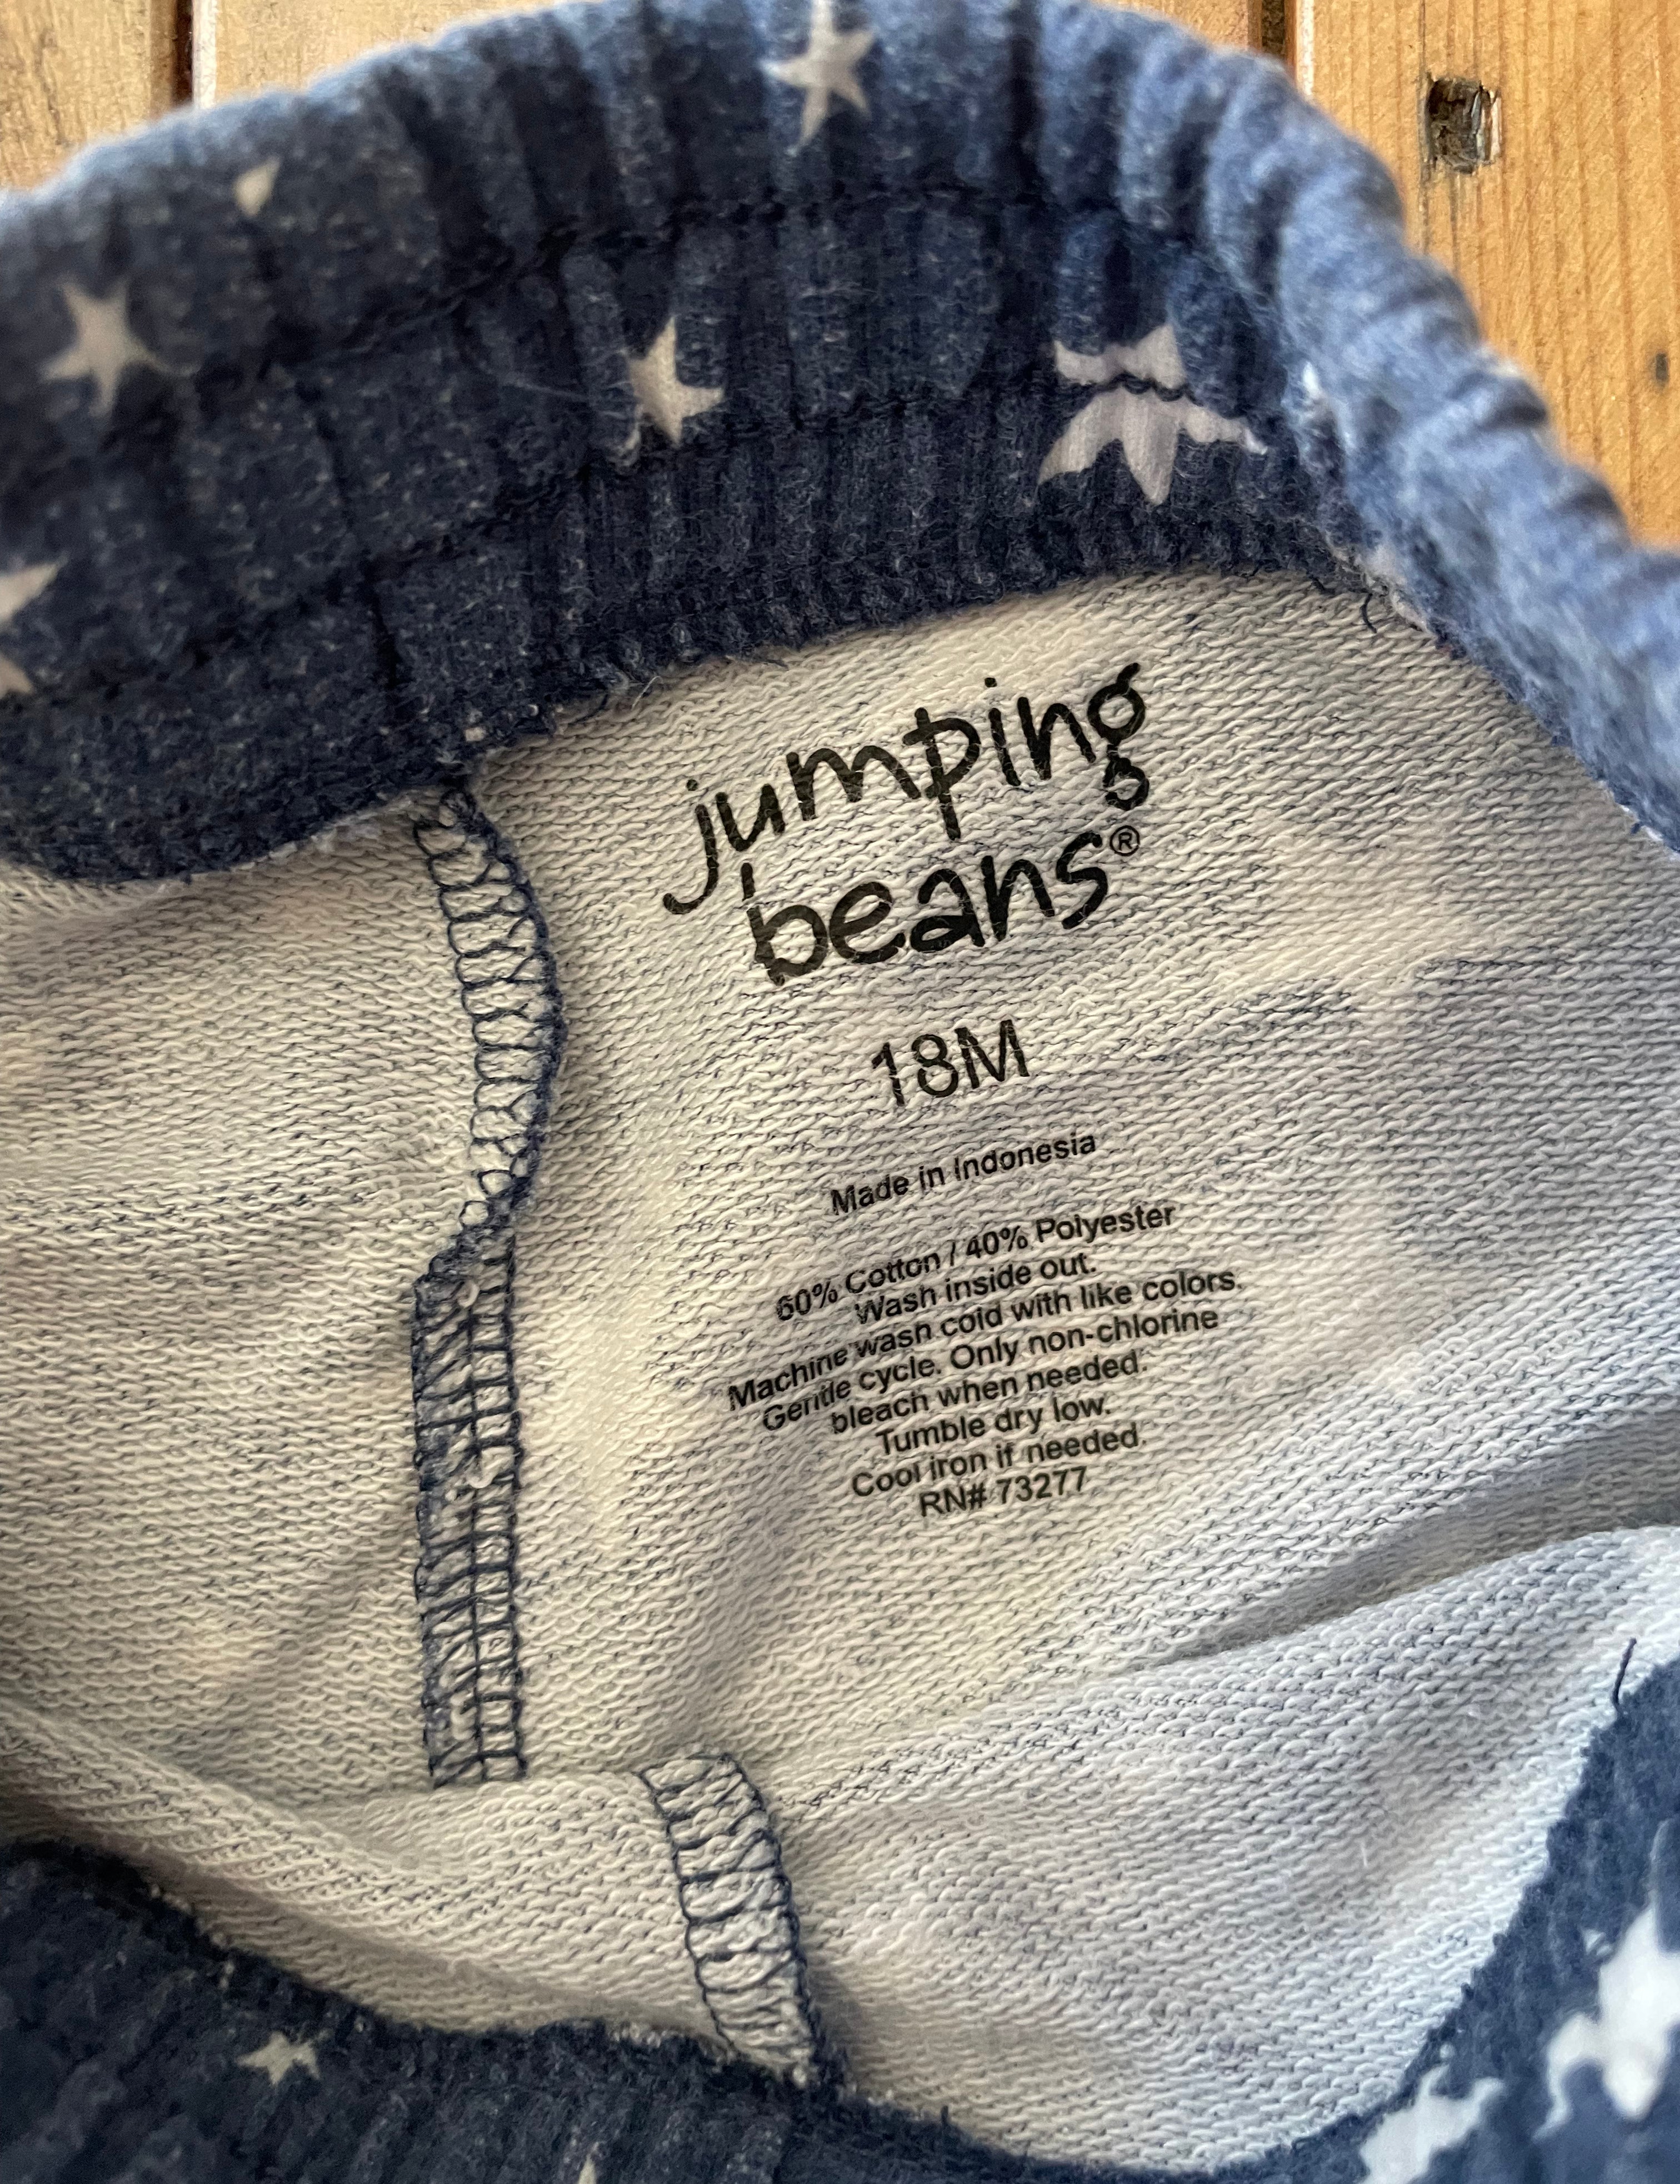 jumping
beans®
18M
Made in Indonesia
60% Cotton / 40% Polyester
Wash inside out.
Machine wash cold with like colors.
Gentle cycle. Only non-chlorine
bleach when needed.
Tumble dry low.
Cool iron if needed.
RN# 73277